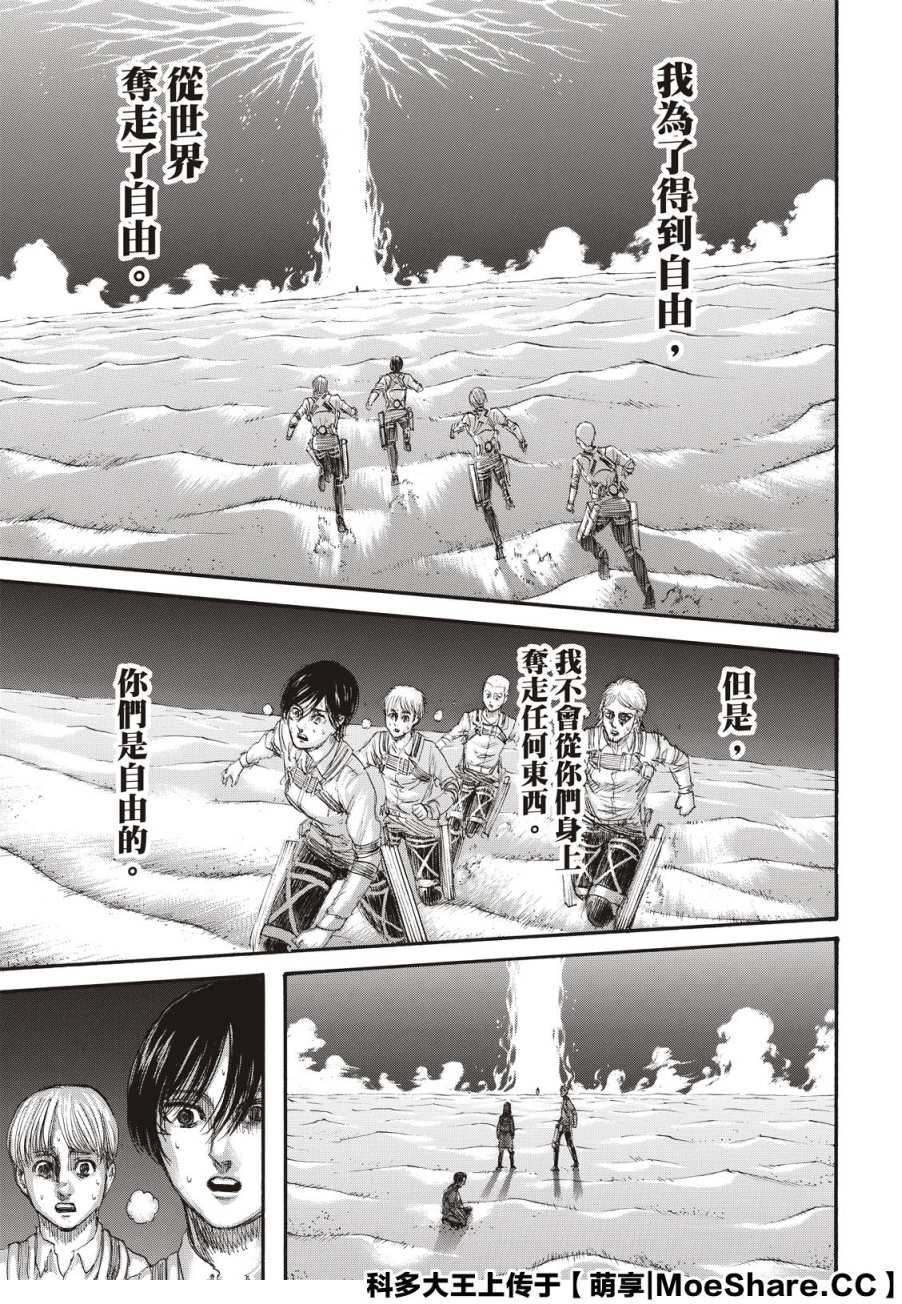 我為了得到自由，
從世界
奪走了自由。
但是，
我不會從你們身上
奪走任何東西。
你們是自由的。
科多大王上传于【萌享|MoeShare.CC】